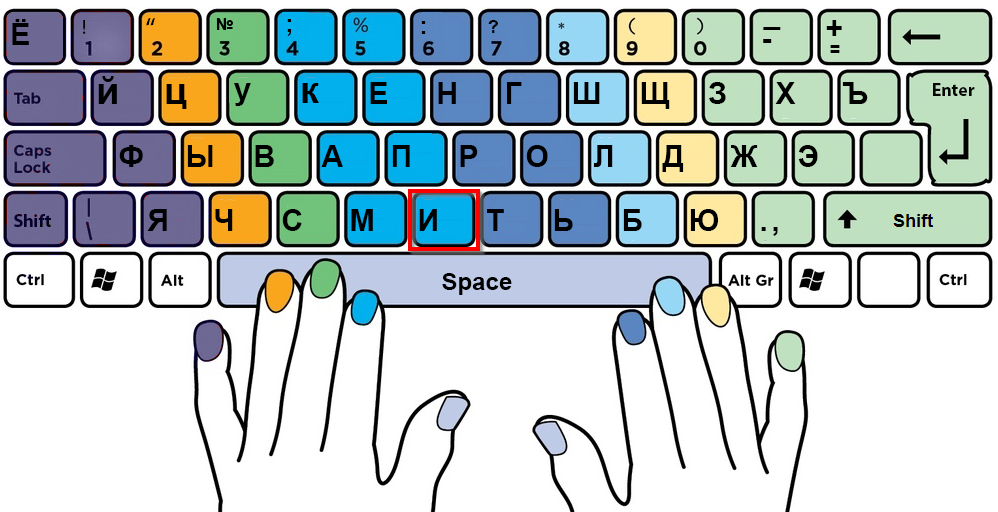 Ё ! 1 “ 2 № 3 ; 4 % 5 : 6 ? 7 * 8 ( 9 ) 0 — - + =
Tab Й Ц У К Е Н Г Ш Щ З Х Ъ Enter
Caps Lock Ф Ы В А П Р О Л Д Ж Э
Shift | \ Я Ч С М И Т Ь Б Ю . , Shift
Ctrl Alt Space Alt Gr Ctrl